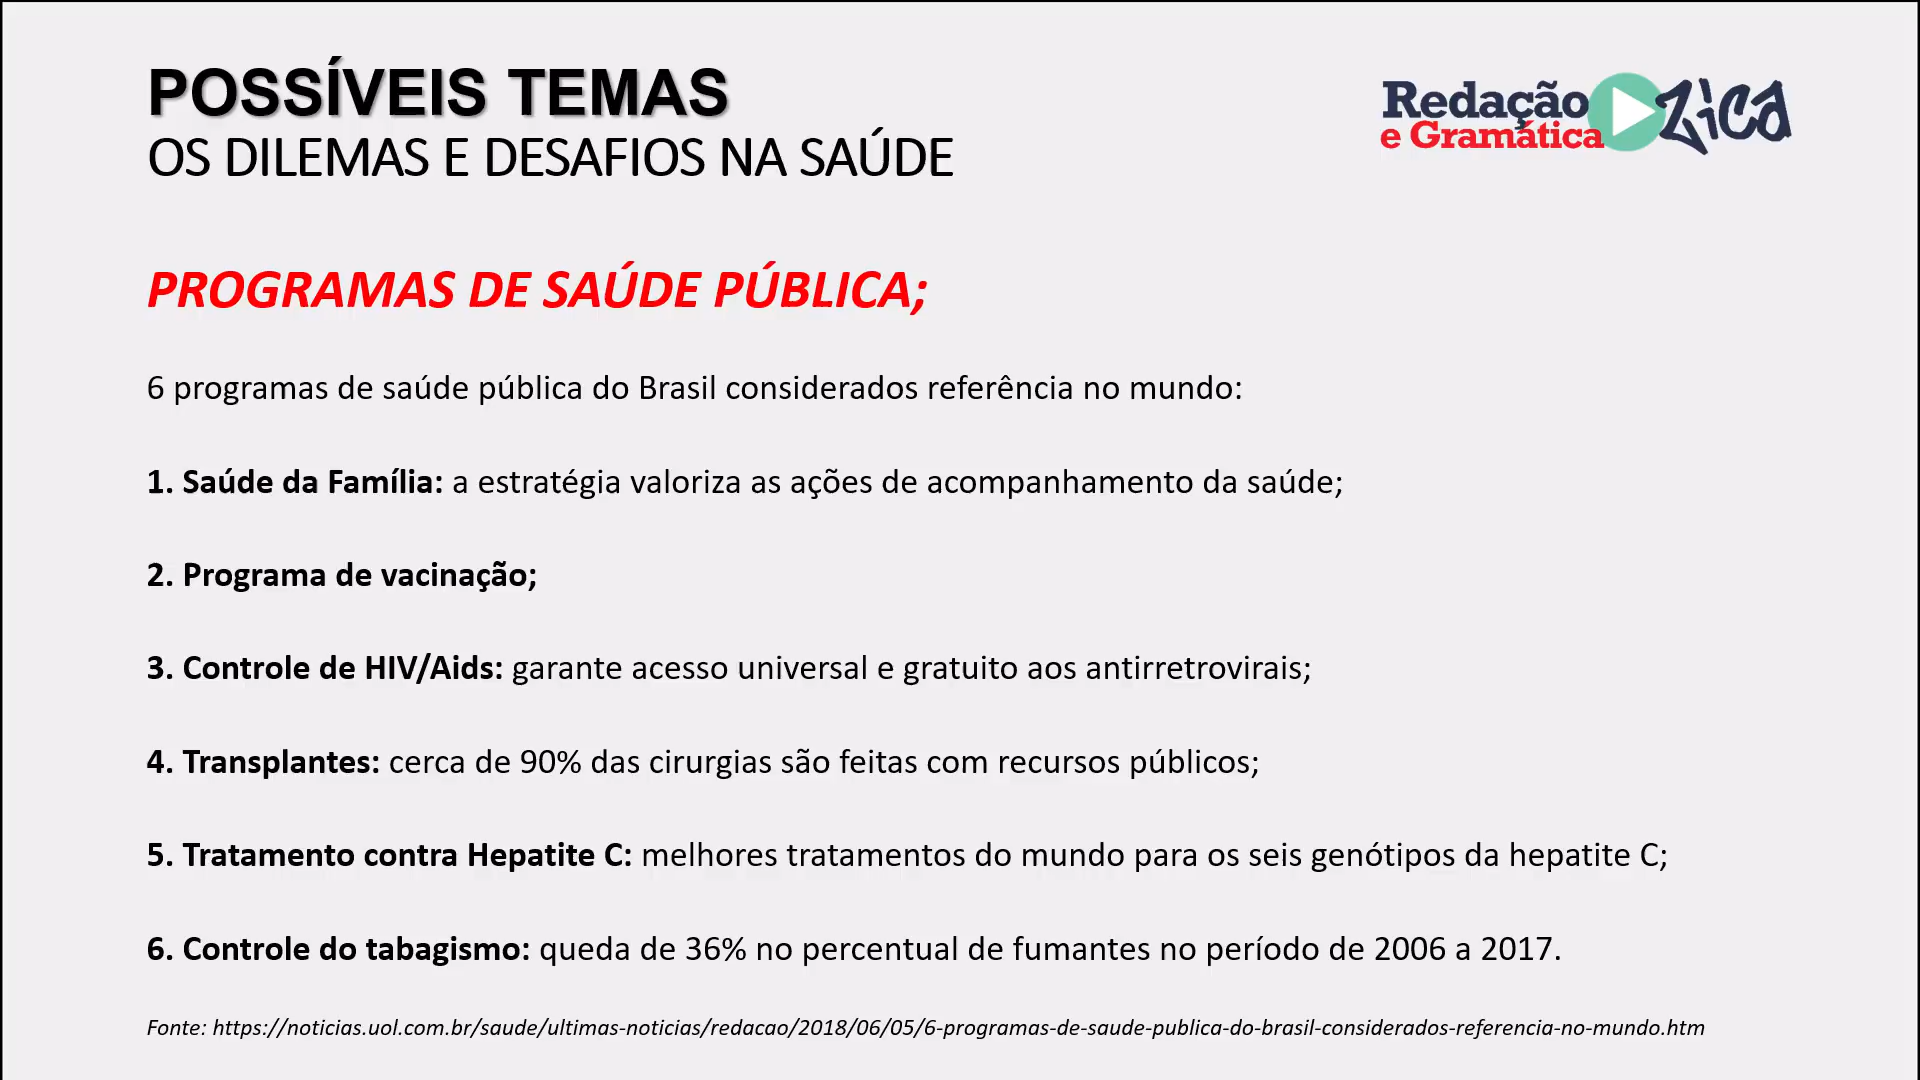 POSSÍVEIS TEMAS
OS DILEMAS E DESAFIOS NA SAÚDE
Redação
e Gramática
Zica
PROGRAMAS DE SAÚDE PÚBLICA;
6 programas de saúde pública do Brasil considerados referência no mundo:
1. Saúde da Família: a estratégia valoriza as ações de acompanhamento da saúde;
2. Programa de vacinação;
3. Controle de HIV/Aids: garante acesso universal e gratuito aos antirretrovirais;
4. Transplantes: cerca de 90% das cirurgias são feitas com recursos públicos;
5. Tratamento contra Hepatite C: melhores tratamentos do mundo para os seis genótipos da hepatite C;
6. Controle do tabagismo: queda de 36% no percentual de fumantes no período de 2006 a 2017.
Fonte: https://noticias.uol.com.br/saude/ultimas-noticias/redacao/2018/06/05/6-programas-de-saude-publica-do-brasil-considerados-referencia-no-mundo.htm